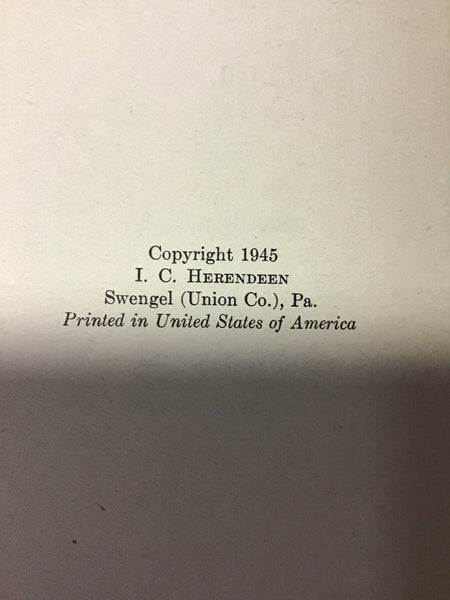 Copyright 1945
I. C. HERENDEEN
Swengel (Union Co.), Pa.
Printed in United States of America